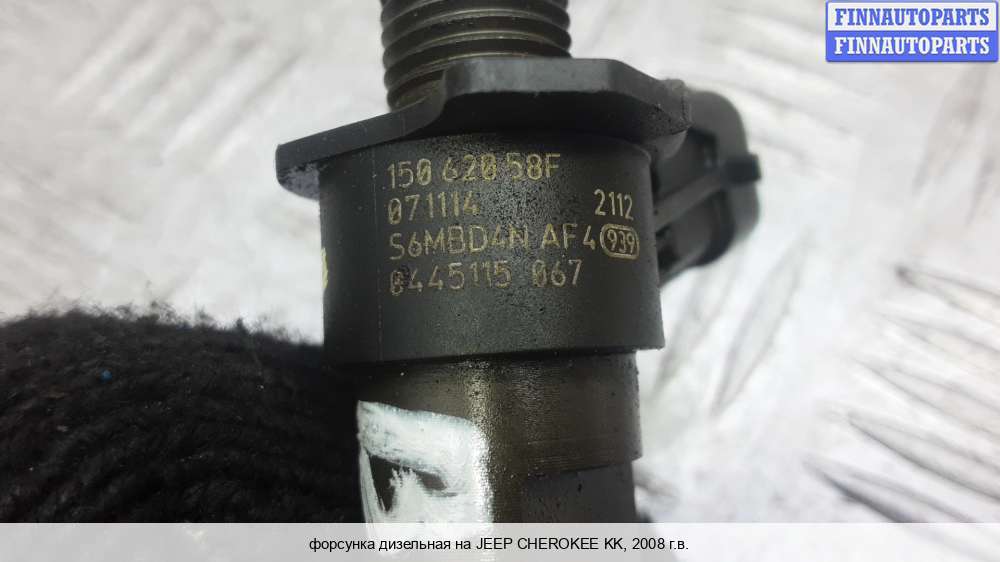 FINNAUTOPARTS
FINNAUTOPARTS
150 620 58F
071114 2112
S6MBD4N AF4 939
0445115 067
форсунка дизельная на JEEP CHEROKEE KK, 2008 г.в.